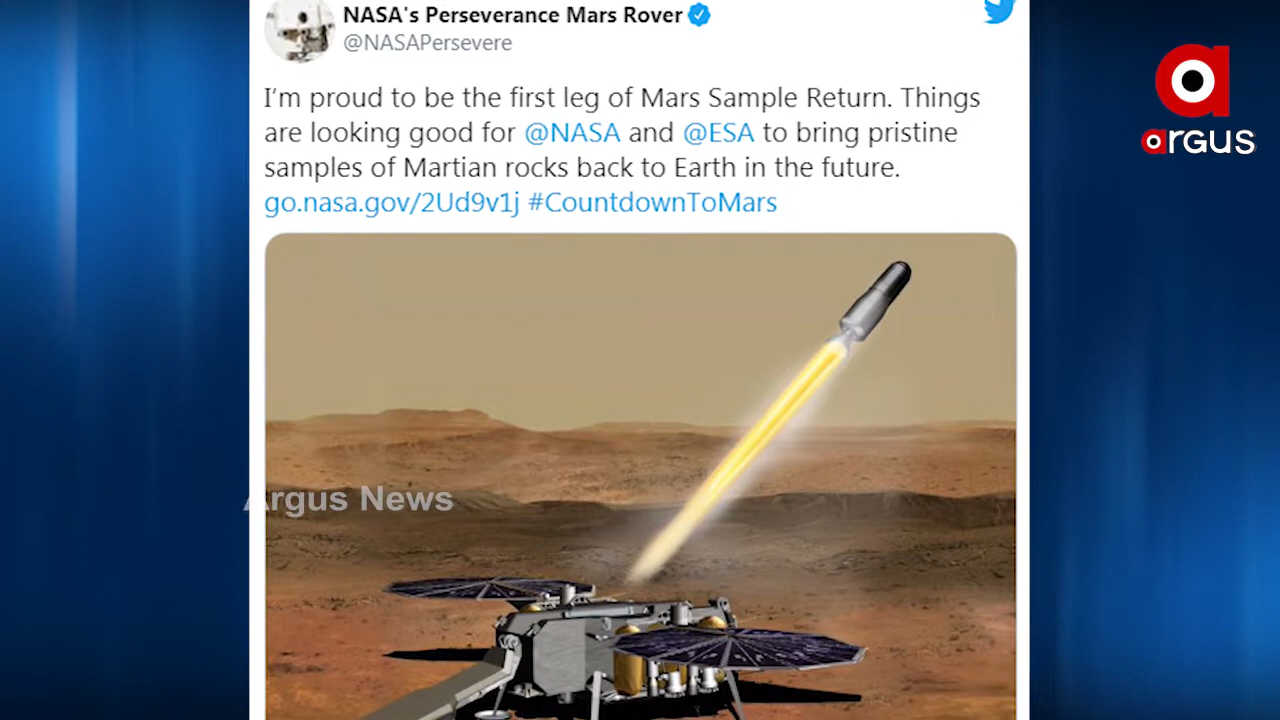 NASA's Perseverance Mars Rover
@NASAPersevere
I'm proud to be the first leg of Mars Sample Return. Things
are looking good for @NASA and @ESA to bring pristine
samples of Martian rocks back to Earth in the future.
go.nasa.gov/2Ud9v1j #CountdownToMars
a
argus
Argus News